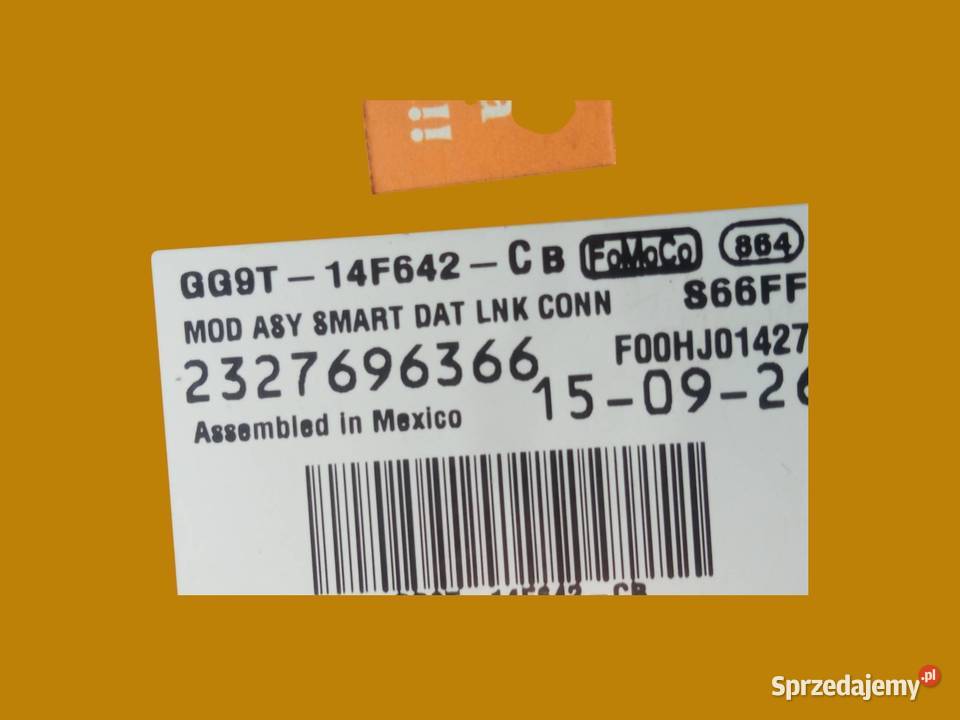 GG9T-14F642-CB FoMoCo 864
MOD ASY SMART DAT LNK CONN S66FF
2327696366 F00HJ01427
15-09-26
Assembled in Mexico
Sprzedajemy.pl